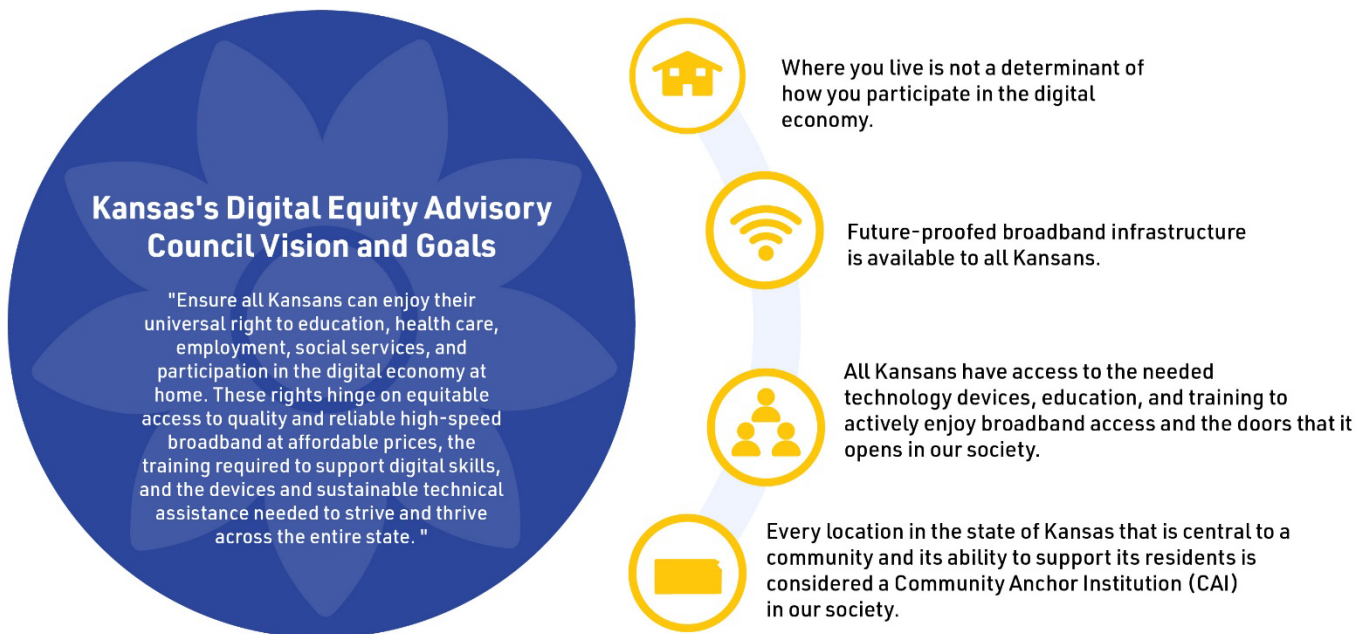 Kansas's Digital Equity Advisory
Council Vision and Goals
"Ensure all Kansans can enjoy their
universal right to education, health care,
employment, social services, and
participation in the digital economy at
home. These rights hinge on equitable
access to quality and reliable high-speed
broadband at affordable prices, the
training required to support digital skills,
and the devices and sustainable technical
assistance needed to strive and thrive
across the entire state. "
Where you live is not a determinant of
how you participate in the digital
economy.
Future-proofed broadband infrastructure
is available to all Kansans.
All Kansans have access to the needed
technology devices, education, and training to
actively enjoy broadband access and the doors that it
opens in our society.
Every location in the state of Kansas that is central to a
community and its ability to support its residents is
considered a Community Anchor Institution (CAI)
in our society.